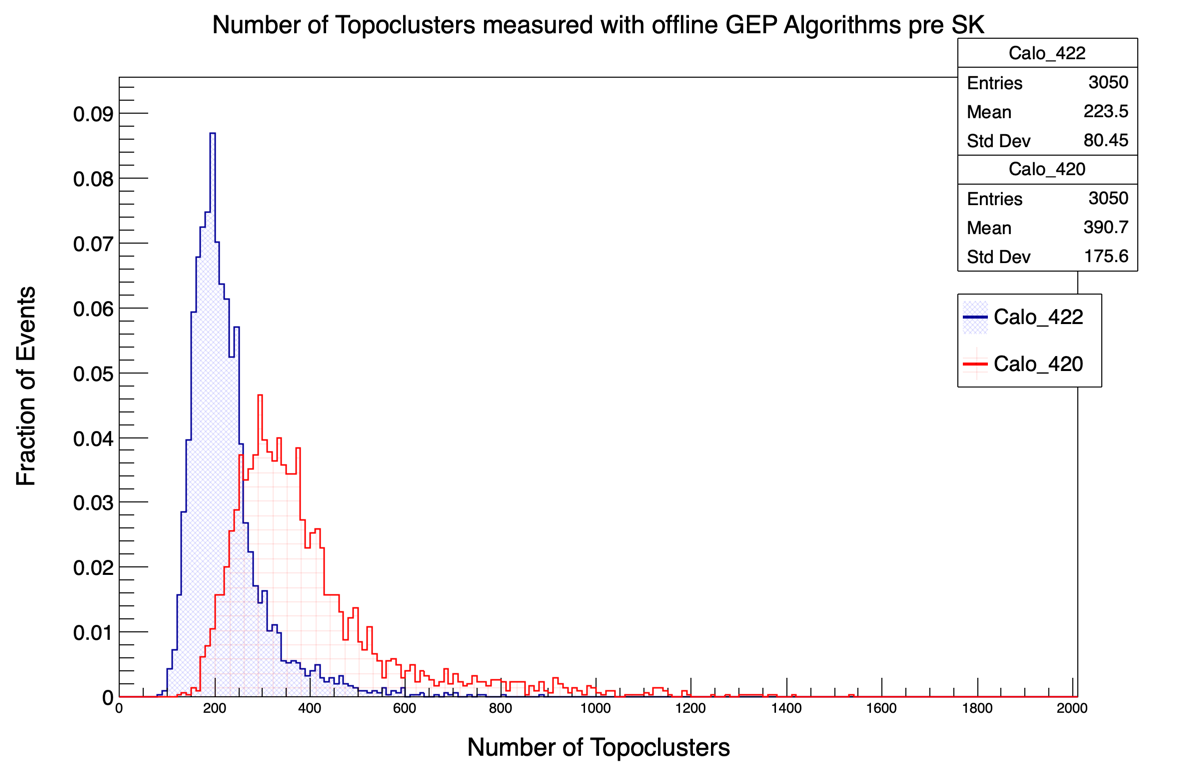 Number of Topoclusters measured with offline GEP Algorithms pre SK
Calo_422
Entries 3050
Mean 223.5
Std Dev 80.45
Calo_420
Entries 3050
Mean 390.7
Std Dev 175.6
Calo_422
Calo_420
Fraction of Events
0.09
0.08
0.07
0.06
0.05
0.04
0.03
0.02
0.01
0
0 200 400 600 800 1000 1200 1400 1600 1800 2000
Number of Topoclusters